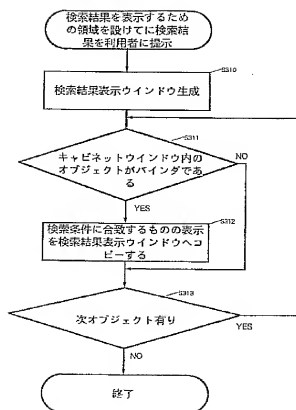 検索結果を表示するため
の領域を設けてに検索結
果を利用者に提示
S310
検索結果表示ウインドウ生成
S311
キャビネットウインドウ内の
オブジェクトがバインダであ
る
NO
YES
S312
検索条件に合致するものの表示
を検索結果表示ウインドウへコ
ピーする
S313
次オブジェクト有り
YES
NO
終了